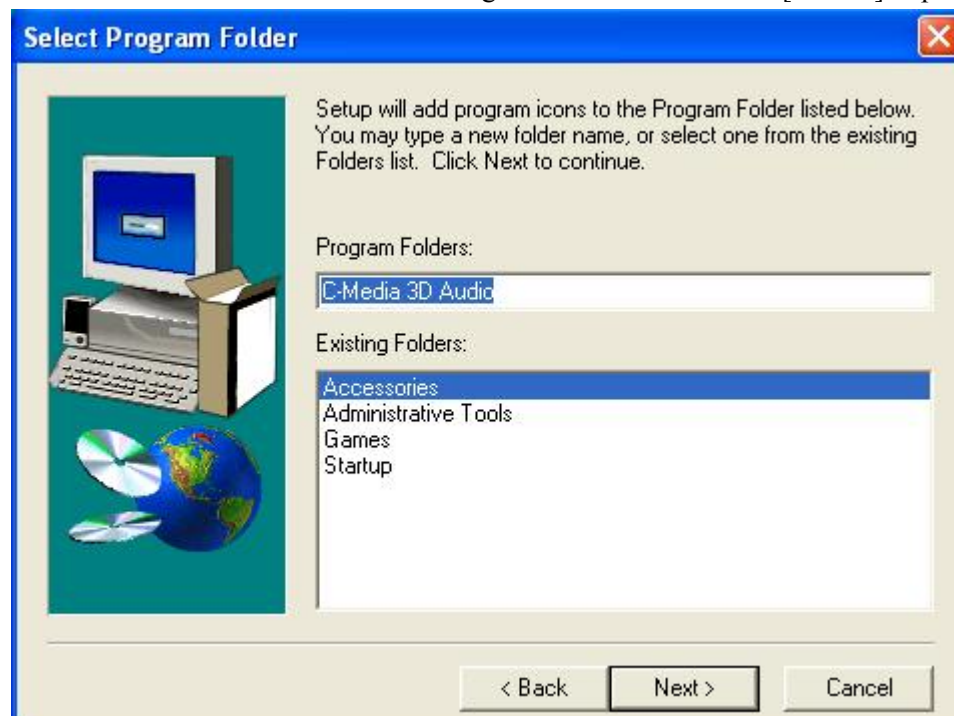 Select Program Folder
Setup will add program icons to the Program Folder listed below.
You may type a new folder name, or select one from the existing
Folders list.  Click Next to continue.
Program Folders:
C-Media 3D Audio
Existing Folders:
Accessories
Administrative Tools
Games
Startup
< Back
Next >
Cancel